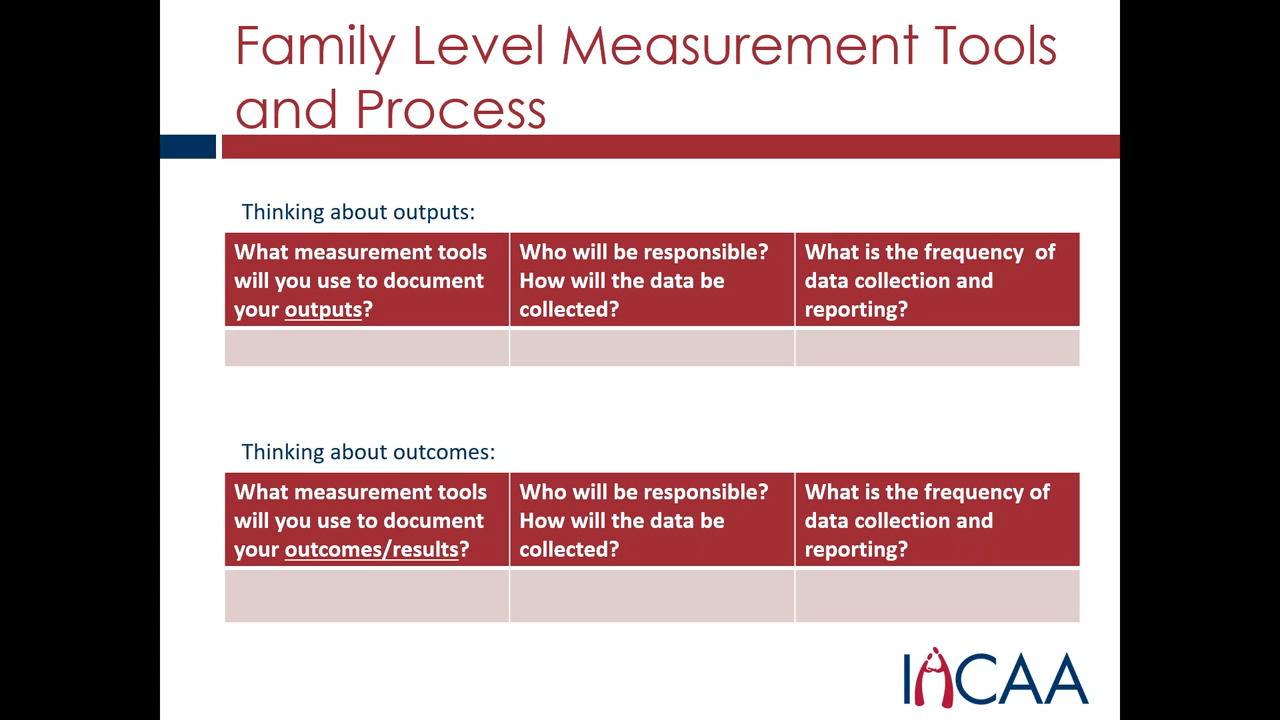 Family Level Measurement Tools
and Process
Thinking about outputs:
What measurement tools
will you use to document
your outputs?
Who will be responsible?
How will the data be
collected?
What is the frequency of
data collection and
reporting?
Thinking about outcomes:
What measurement tools
will you use to document
your outcomes/results?
Who will be responsible?
How will the data be
collected?
What is the frequency of
data collection and
reporting?
IACAA